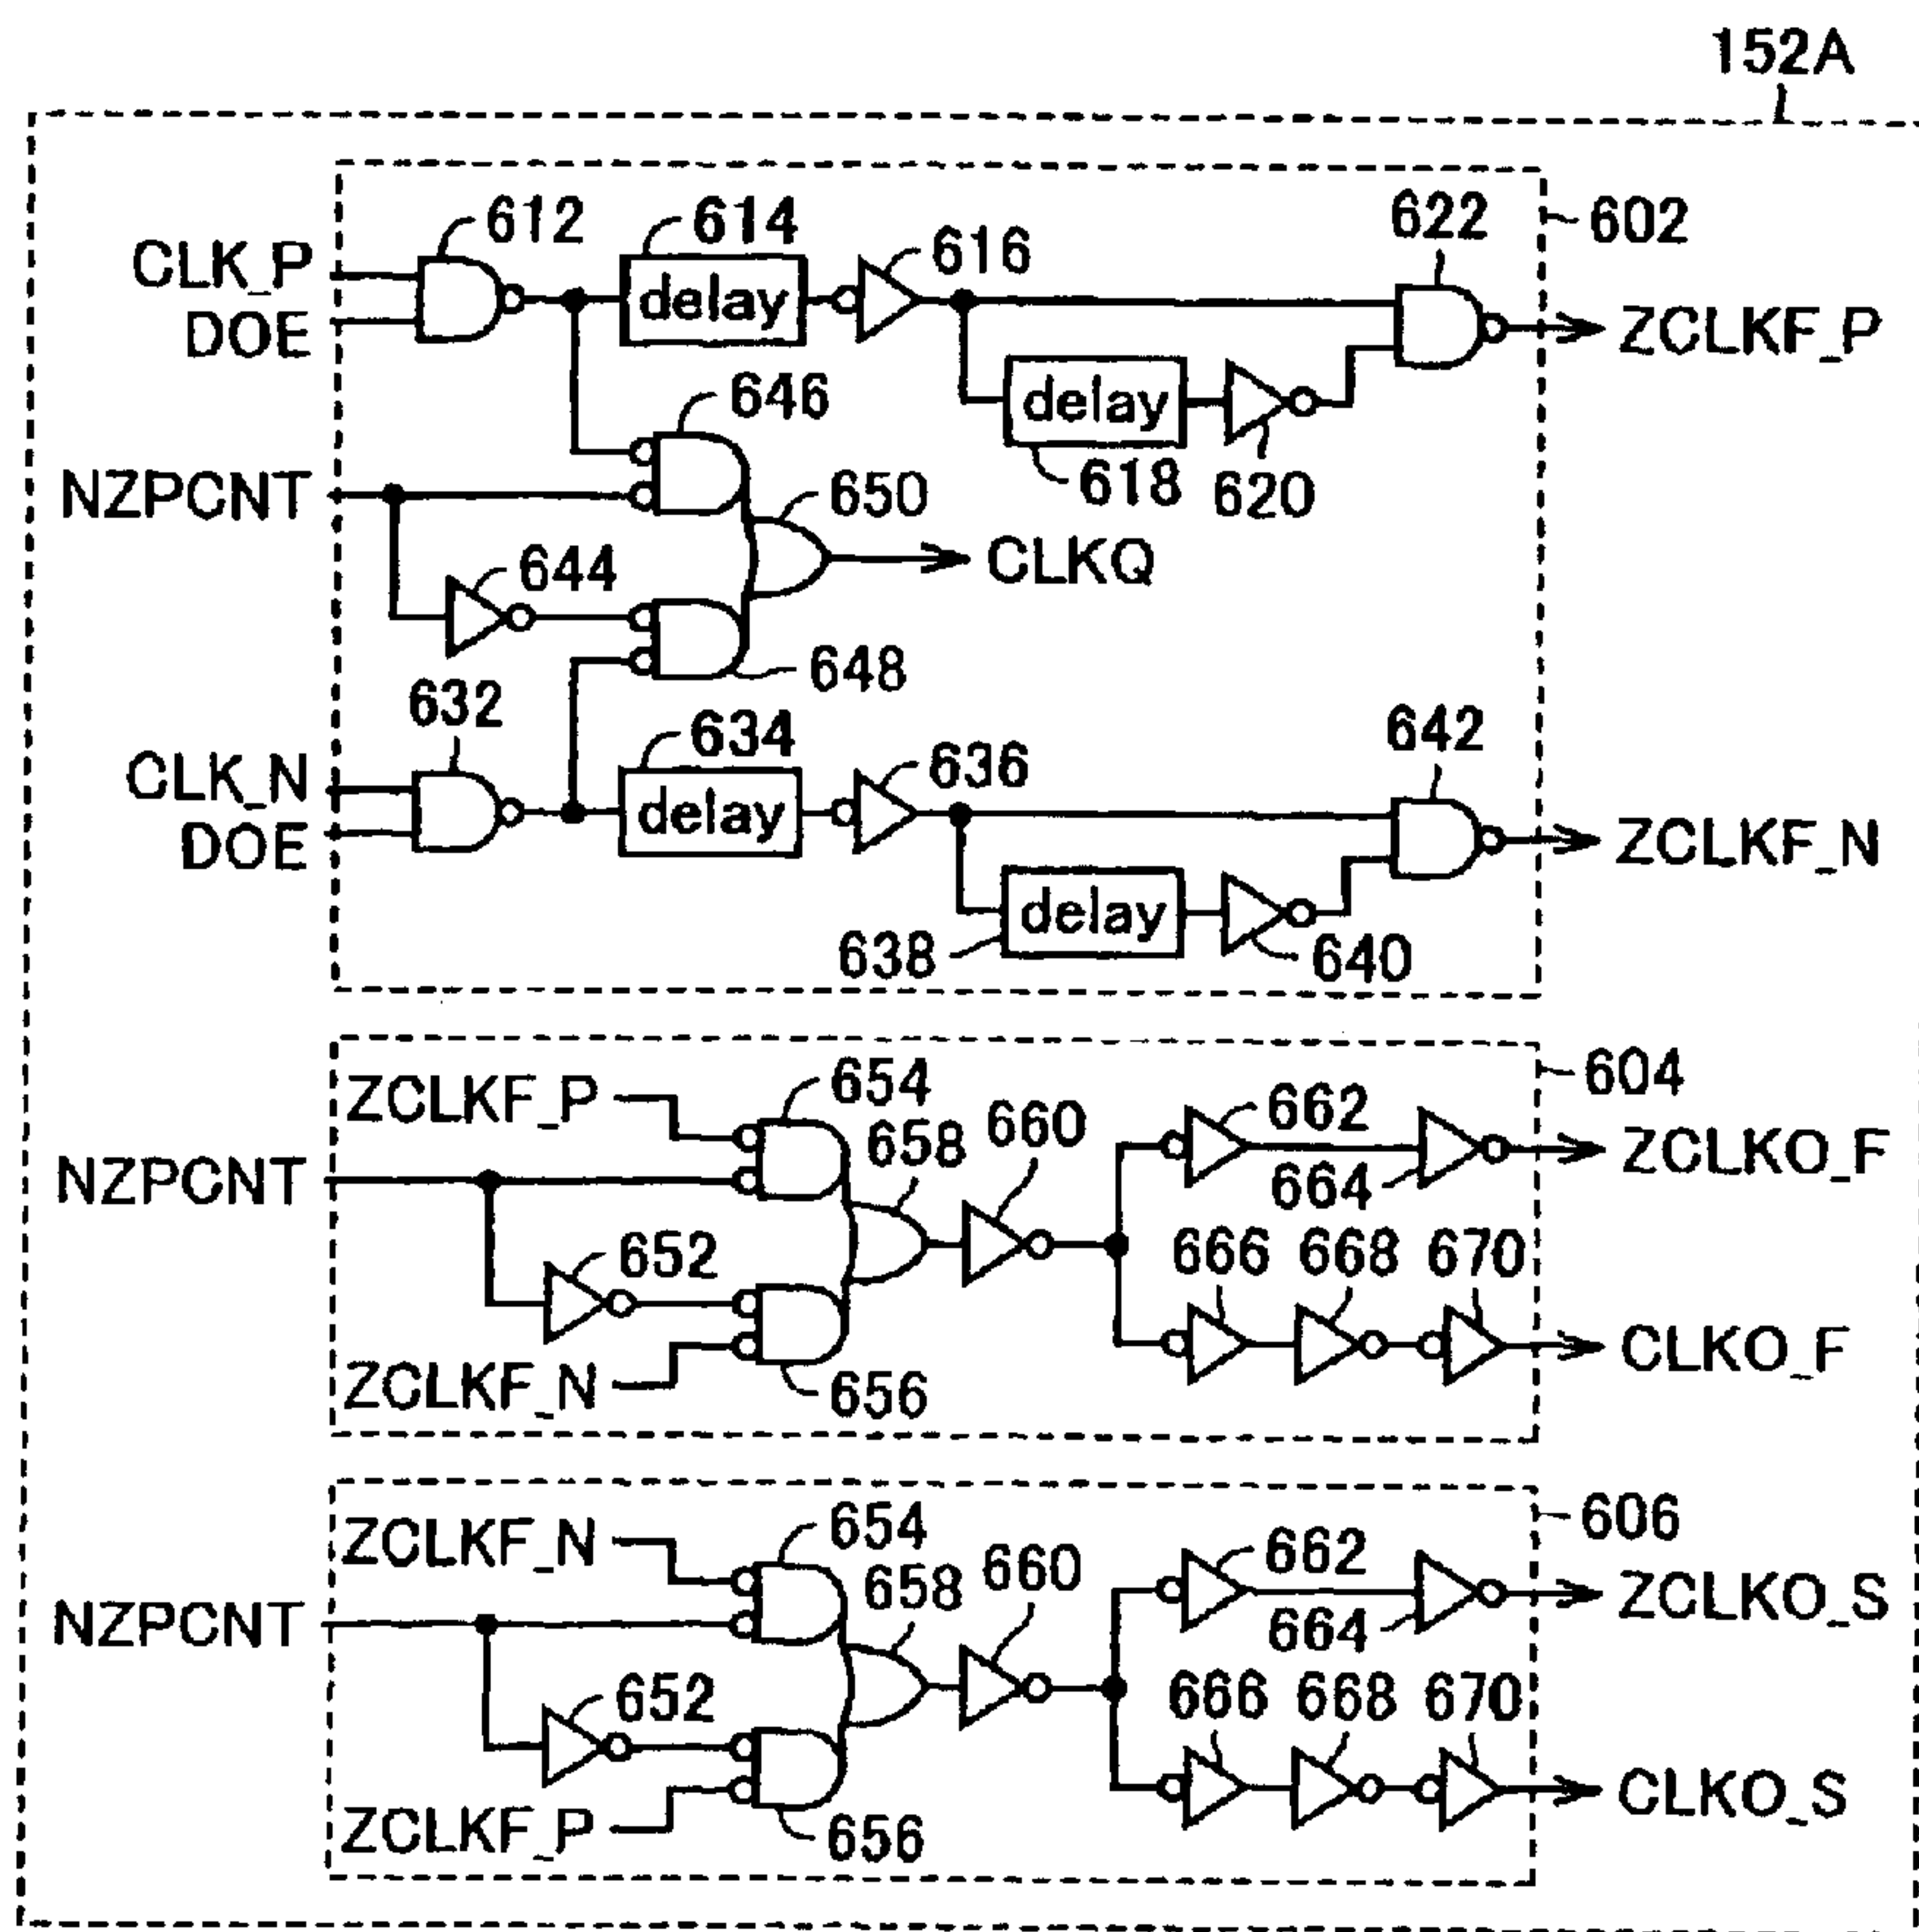 152A
612
614
616
622
602
CLK_P
DOE
delay
ZCLKF_P
646
delay
618
620
NZPCNT
650
CLKQ
644
648
632
634
636
642
CLK_N
DOE
delay
ZCLKF_N
delay
638
640
604
ZCLKF_P
654
658
660
662
ZCLKO_F
664
NZPCNT
652
666
668
670
CLKO_F
ZCLKF_N
656
606
ZCLKF_N
654
658
660
662
ZCLKO_S
664
NZPCNT
652
666
668
670
CLKO_S
ZCLKF_P
656